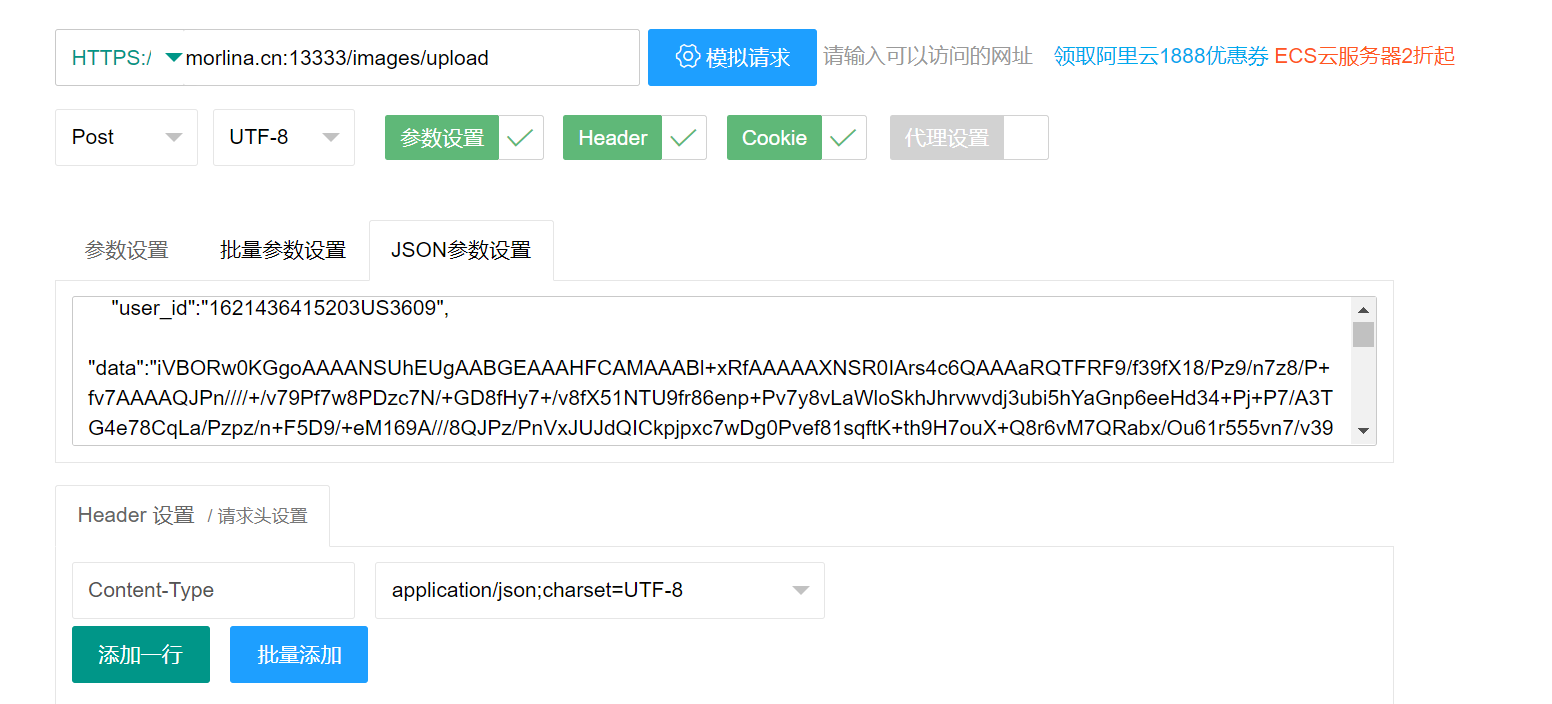 HTTPS:/ morlina.cn:13333/images/upload 模拟请求 请输入可以访问的网址 领取阿里云1888优惠券 ECS云服务器2折起
Post UTF-8 参数设置 Header Cookie 代理设置
参数设置 批量参数设置 JSON参数设置
"user_id":"1621436415203US3609",
"data":"iVBORw0KGgoAAAANSUhEUgAABGEAAAHFCAMAAABI+xRfAAAAAXNSR0IArs4c6QAAAaRQTFRF9/f39fX18/Pz9/n7z8/P+
fv7AAAAQJPn////+/v79Pf7w8PDzc7N/+GD8fHy7+/v8fX51NTU9fr86enp+Pv7y8vLaWloSkhJhrvwvdj3ubi5hYaGnp6eeHd34+Pj+P7/A3T
G4e78CqLa/Pzpz/n+F5D9/+eM169A///8QJPz/PnVxJUJdQICkpjpxc7wDg0Pvef81sqftK+th9H7ouX+Q8r6vM7QRabx/Ou61r555vn7/v39
Header 设置 / 请求头设置
Content-Type application/json;charset=UTF-8
添加一行 批量添加